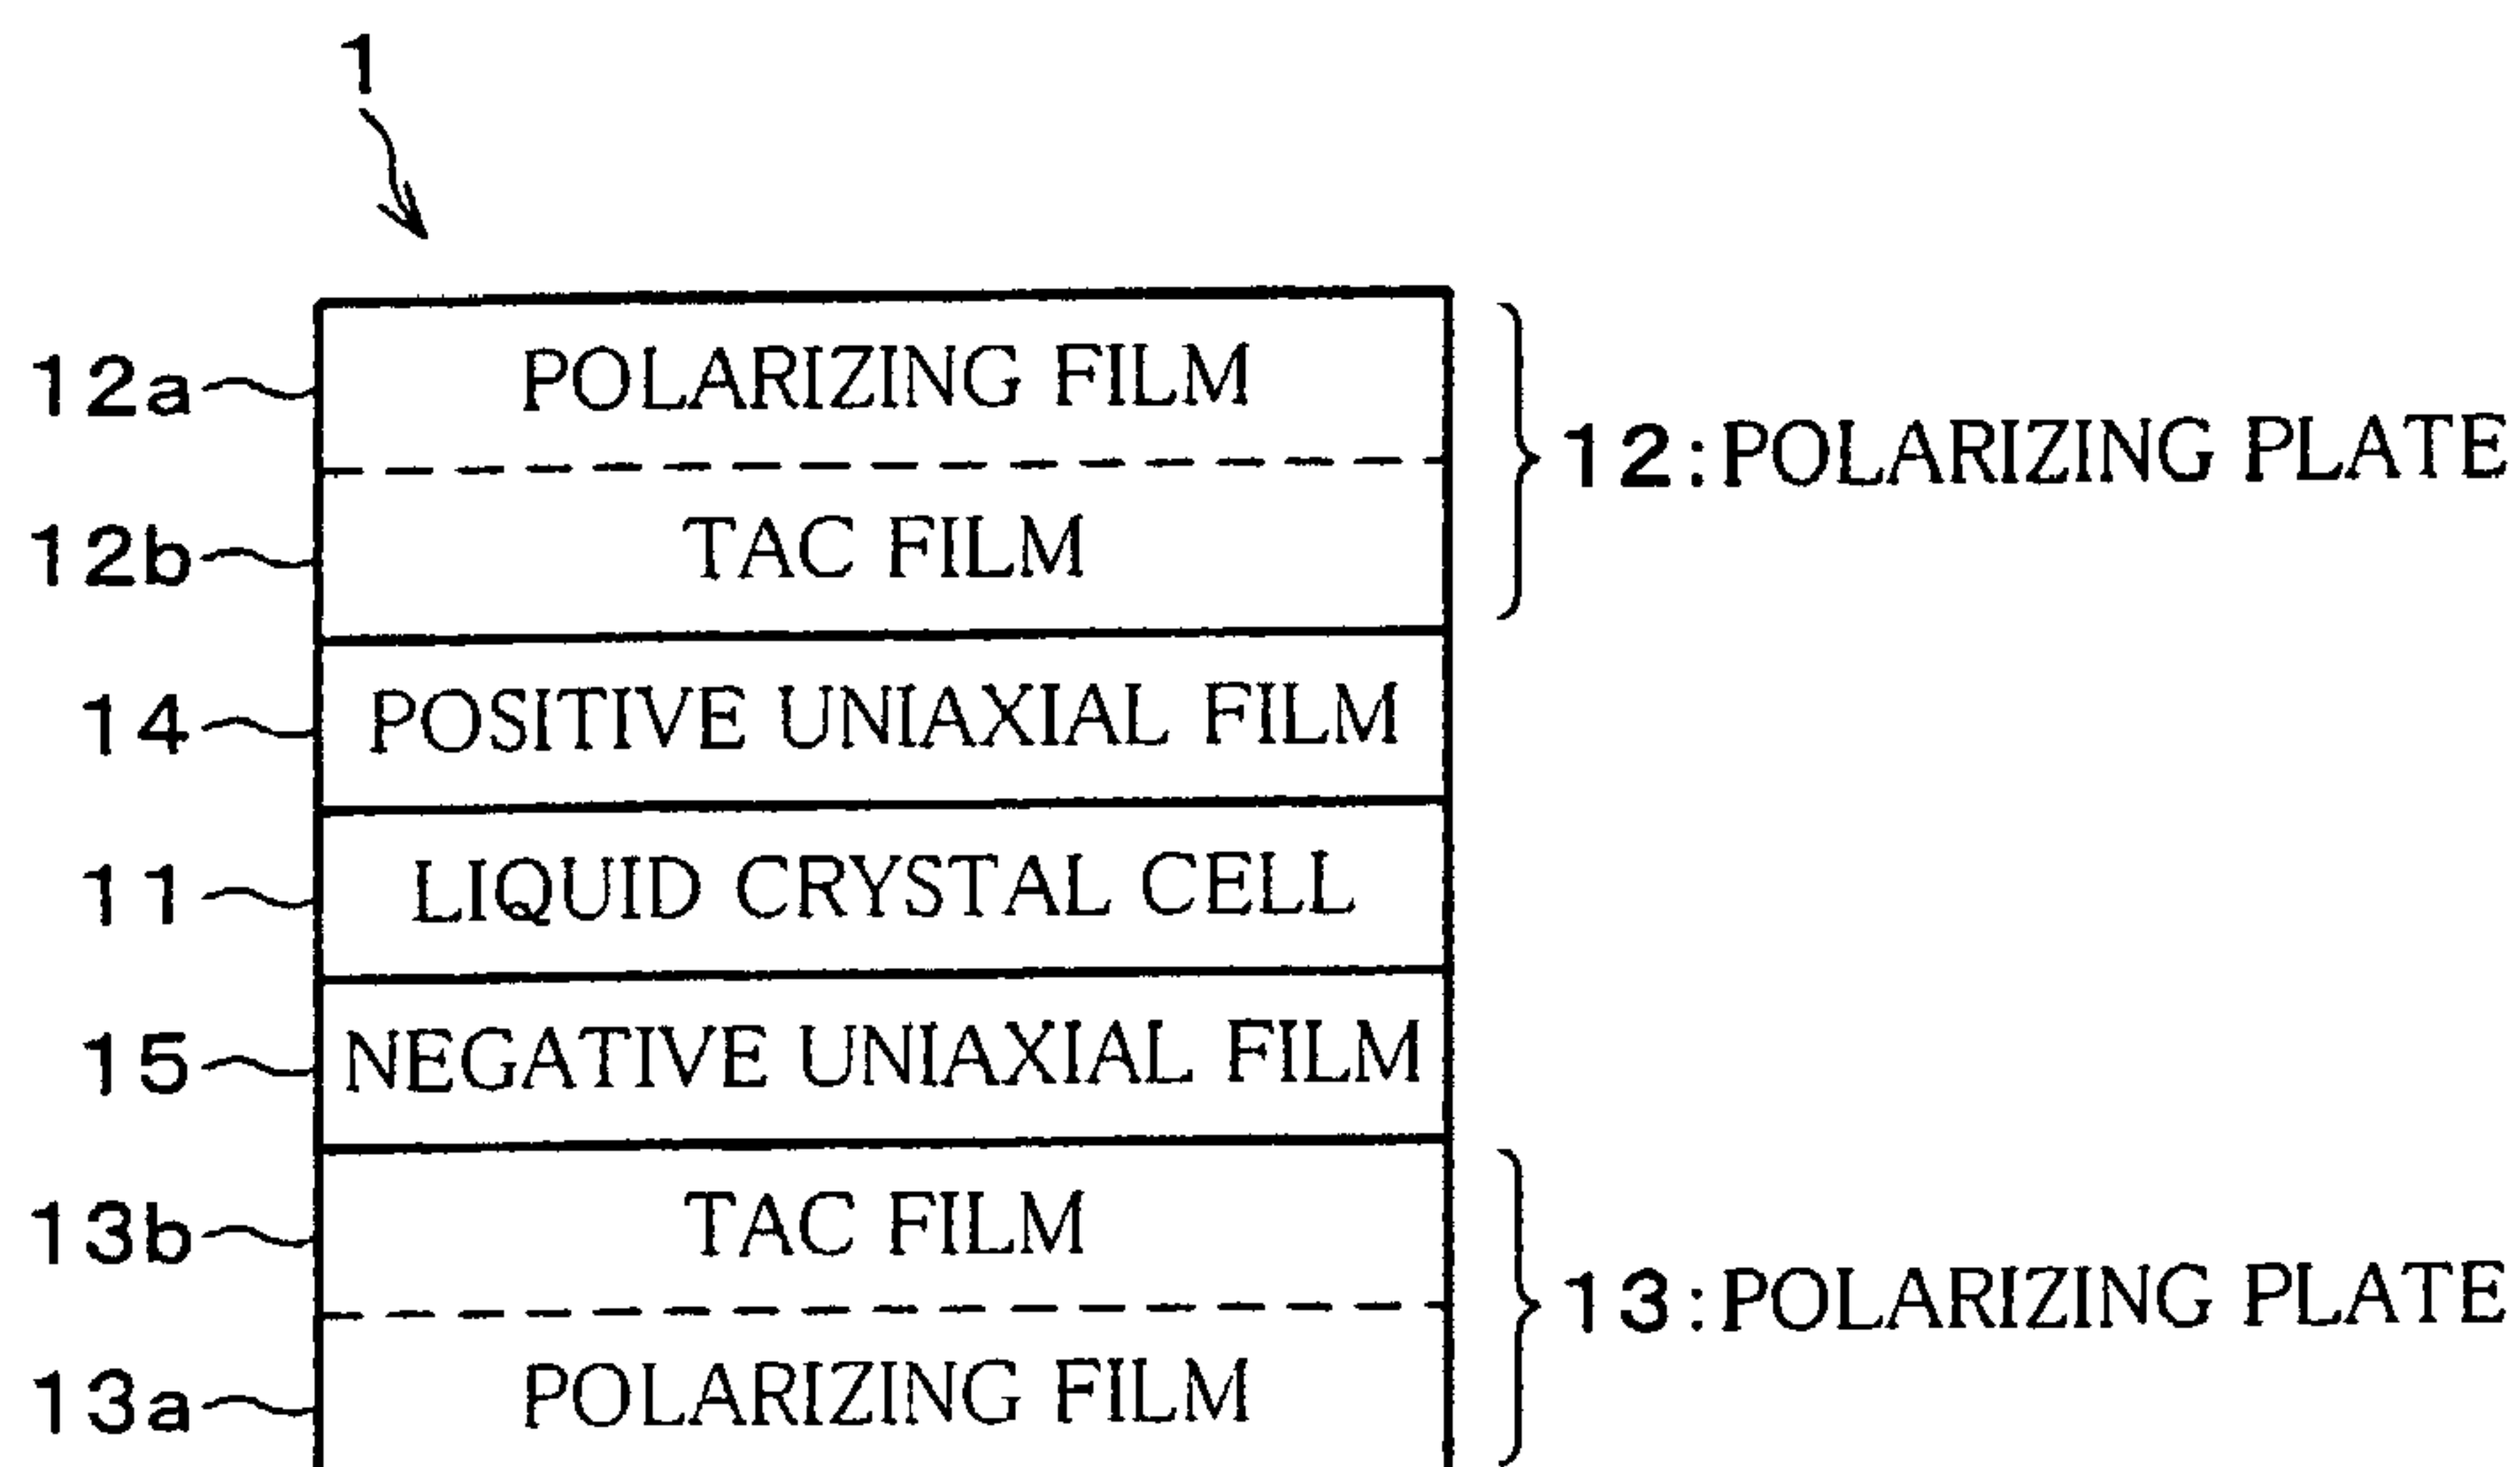 1
12a POLARIZING FILM
12:POLARIZING PLATE
12b TAC FILM
14 POSITIVE UNIAXIAL FILM
11 LIQUID CRYSTAL CELL
15 NEGATIVE UNIAXIAL FILM
13b TAC FILM
13:POLARIZING PLATE
13a POLARIZING FILM